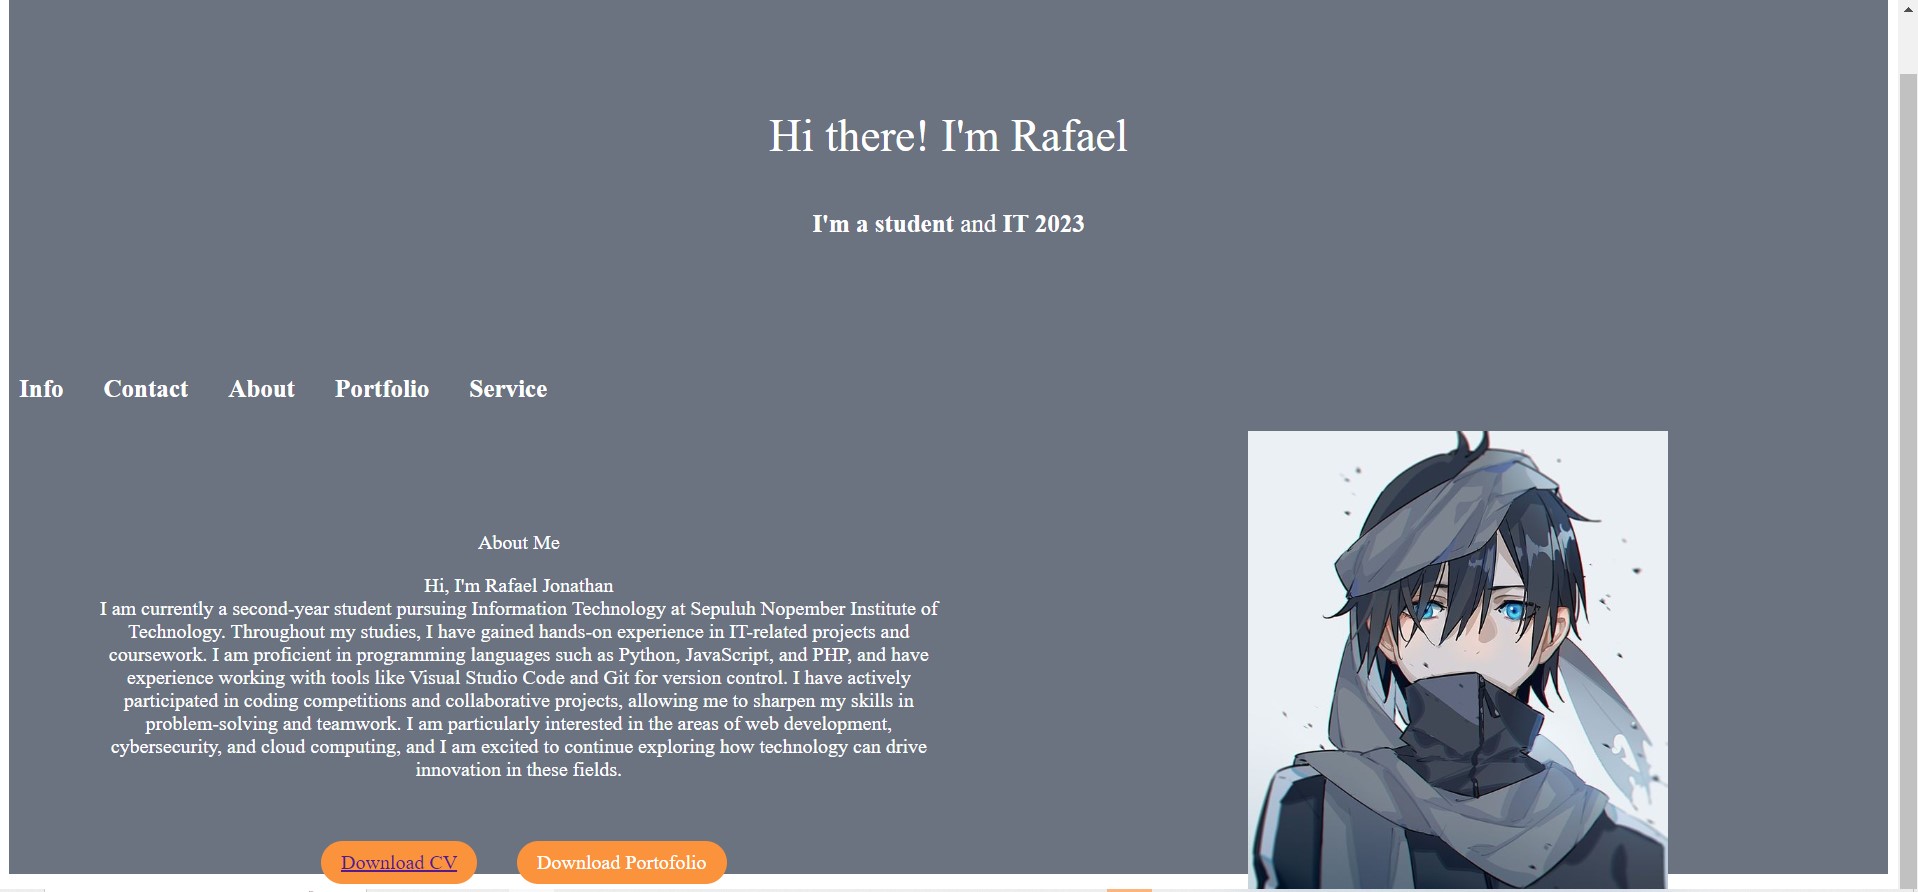 Hi there! I'm Rafael
I'm a student and IT 2023
Info Contact About Portfolio Service
About Me
Hi, I'm Rafael Jonathan
I am currently a second-year student pursuing Information Technology at Sepuluh Nopember Institute of
Technology. Throughout my studies, I have gained hands-on experience in IT-related projects and
coursework. I am proficient in programming languages such as Python, JavaScript, and PHP, and have
experience working with tools like Visual Studio Code and Git for version control. I have actively
participated in coding competitions and collaborative projects, allowing me to sharpen my skills in
problem-solving and teamwork. I am particularly interested in the areas of web development,
cybersecurity, and cloud computing, and I am excited to continue exploring how technology can drive
innovation in these fields.
Download CV Download Portofolio